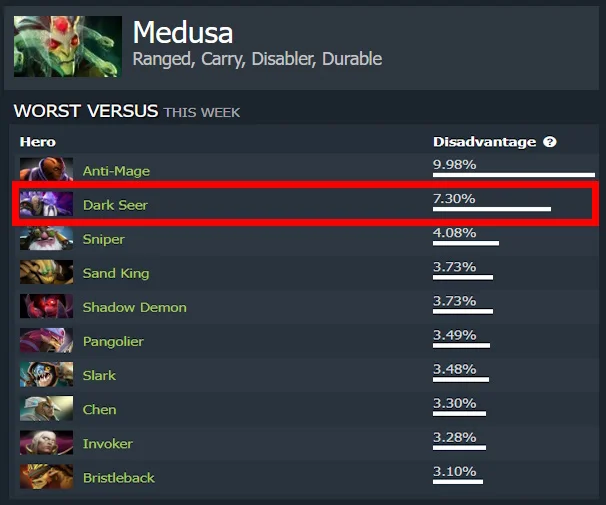 Medusa
Ranged, Carry, Disabler, Durable
WORST VERSUS THIS WEEK
Hero Disadvantage ?
Anti-Mage 9.98%
Dark Seer 7.30%
Sniper 4.08%
Sand King 3.73%
Shadow Demon 3.73%
Pangolier 3.49%
Slark 3.48%
Chen 3.30%
Invoker 3.28%
Bristleback 3.10%